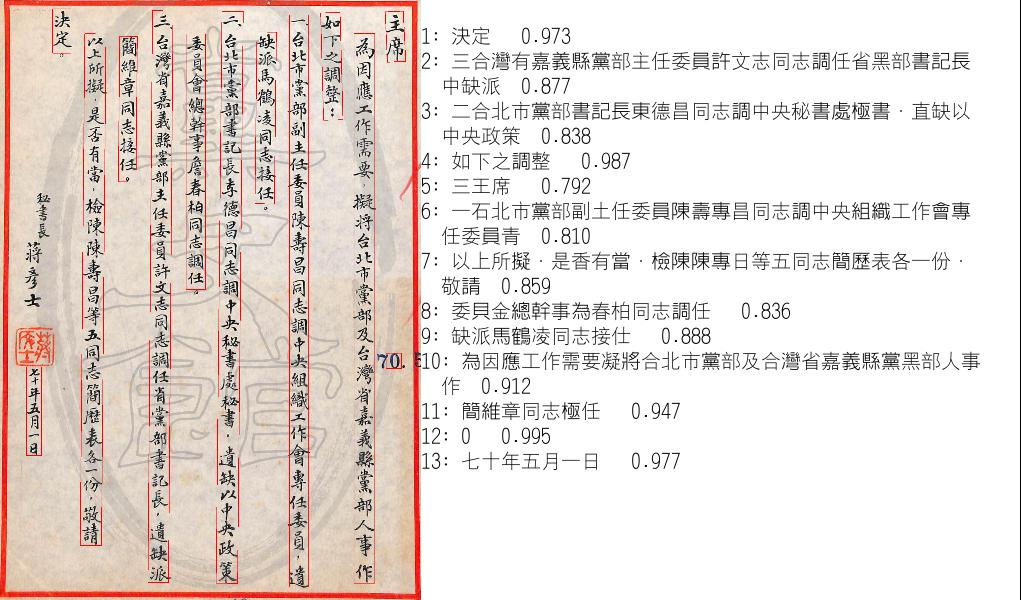 主席
為因應工作需要，擬將台北市黨部及台灣省嘉義縣黨部人事作
如下之調整：
一、台北市黨部副主任委員陳壽昌同志調中央組織工作會專任委員，遺
缺派馬鶴凌同志接任。
二、台北市黨部書記長李德昌同志調中央秘書處秘書，遺缺以中央政策
委員會總幹事詹春柏同志調任。
三、台灣省嘉義縣黨部主任委員許文志同志調任省黨部書記長，遺缺派
簡維章同志接任。
以上所擬，是否有當，檢陳陳壽昌等五同志簡歷表各一份，敬請
決定。
秘書長 蔣彥士
七十年五月一日
70. 5
1: 決定 0.973
2: 三合灣有嘉義縣黨部主任委員許文志同志調任省黑部書記長
中缺派 0.877
3: 二合北市黨部書記長東德昌同志調中央秘書處極書．直缺以
中央政策 0.838
4: 如下之調整 0.987
5: 三王席 0.792
6: 一石北市黨部副土任委員陳壽專昌同志調中央組織工作會專
任委員青 0.810
7: 以上所擬．是香有當．檢陳陳專日等五同志簡歷表各一份．
敬請 0.859
8: 委貝金總幹事為春柏同志調任 0.836
9: 缺派馬鶴凌同志接仕 0.888
10: 為因應工作需要凝將合北市黨部及合灣省嘉義縣黨黑部人事
作 0.912
11: 簡維章同志極任 0.947
12: 0 0.995
13: 七十年五月一日 0.977